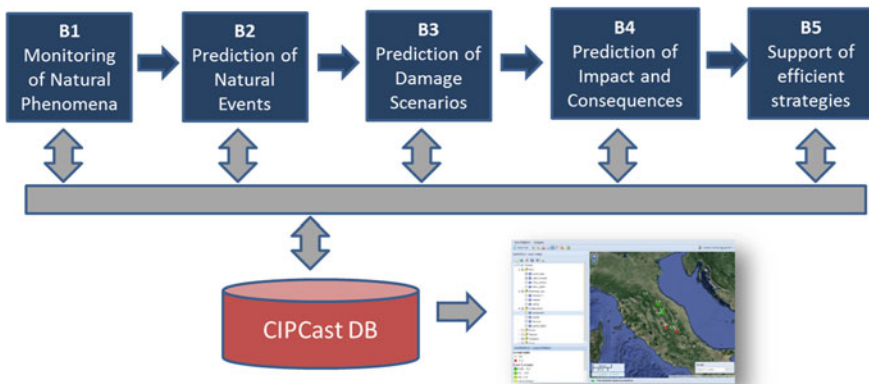 B1
Monitoring
of Natural
Phenomena
B2
Prediction of
Natural
Events
B3
Prediction of
Damage
Scenarios
B4
Prediction of
Impact and
Consequences
B5
Support of
efficient
strategies
CIPCast DB